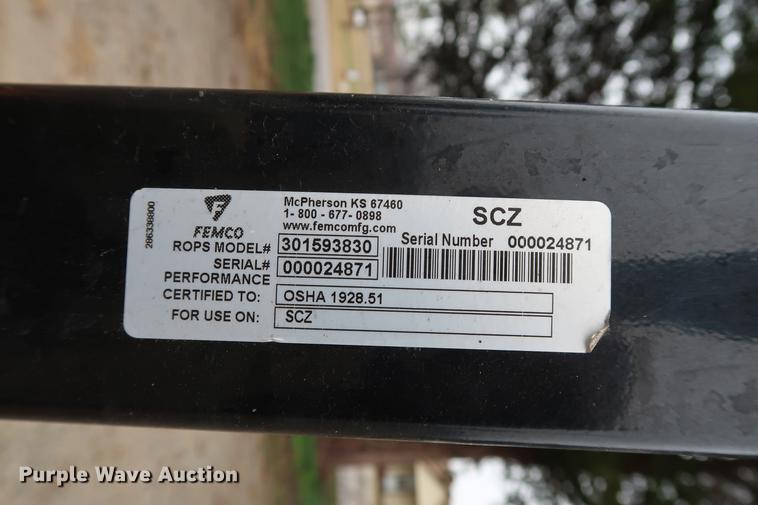 286338800
FEMCO
McPherson KS 67460
1-800-677-0898
www.femcomfg.com
SCZ
Serial Number 000024871
ROPS MODEL# 301593830
SERIAL# 000024871
PERFORMANCE
CERTIFIED TO: OSHA 1928.51
FOR USE ON: SCZ
Purple Wave Auction